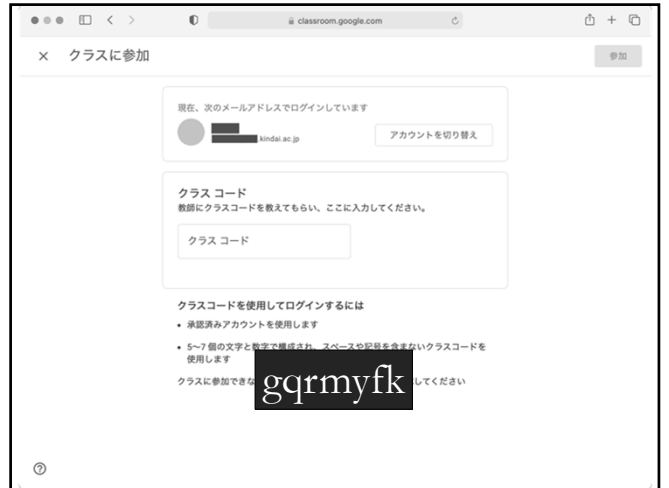 classroom.google.com
クラスに参加
参加
現在、次のメールアドレスでログインしています
kindai.ac.jp
アカウントを切り替え
クラス コード
教師にクラスコードを教えてもらい、ここに入力してください。
クラス コード
クラスコードを使用してログインするには
• 承認済みアカウントを使用します
• 5〜7 個の文字と数字で構成され、スペースや記号を含まないクラスコードを
使用します
クラスに参加できな
してください
gqrmyfk